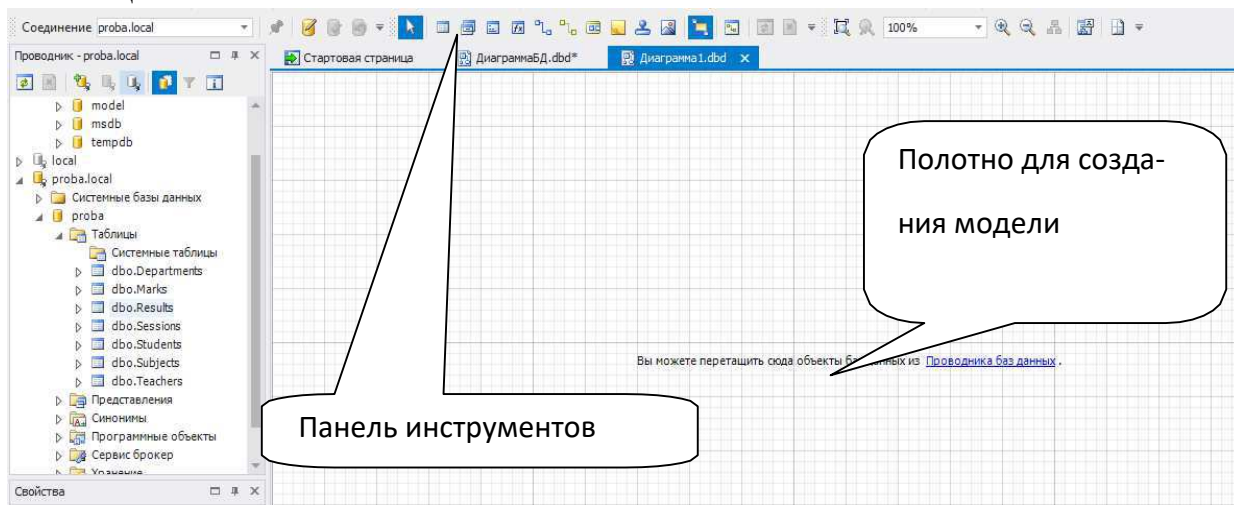 Соединение proba.local
100%
Проводник - proba.local
Стартовая страница
ДиаграммаБД.dbd*
Диаграмма1.dbd
model
msdb
tempdb
local
proba.local
Системные базы данных
proba
Таблицы
Системные таблицы
dbo.Departments
dbo.Marks
dbo.Results
dbo.Sessions
dbo.Students
dbo.Subjects
dbo.Teachers
Представления
Синонимы
Программные объекты
Сервис брокер
Хранение
Свойства
Полотно для созда-
ния модели
Вы можете перетащить сюда объекты из Проводника баз данных .
Панель инструментов